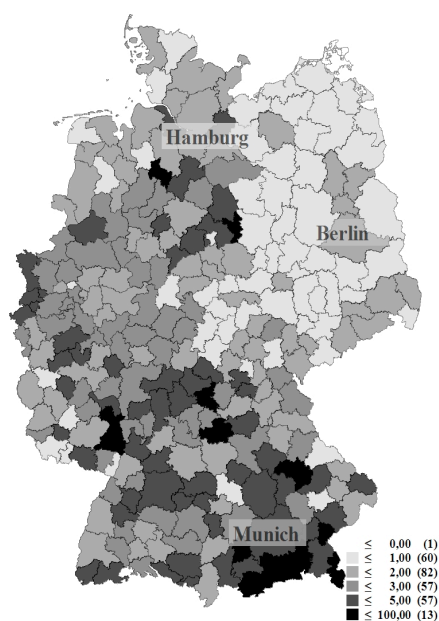 Hamburg
Berlin
Munich
≤ 0,00 (1)
≤ 1,00 (60)
≤ 2,00 (82)
≤ 3,00 (57)
≤ 5,00 (57)
≤ 100,00 (13)